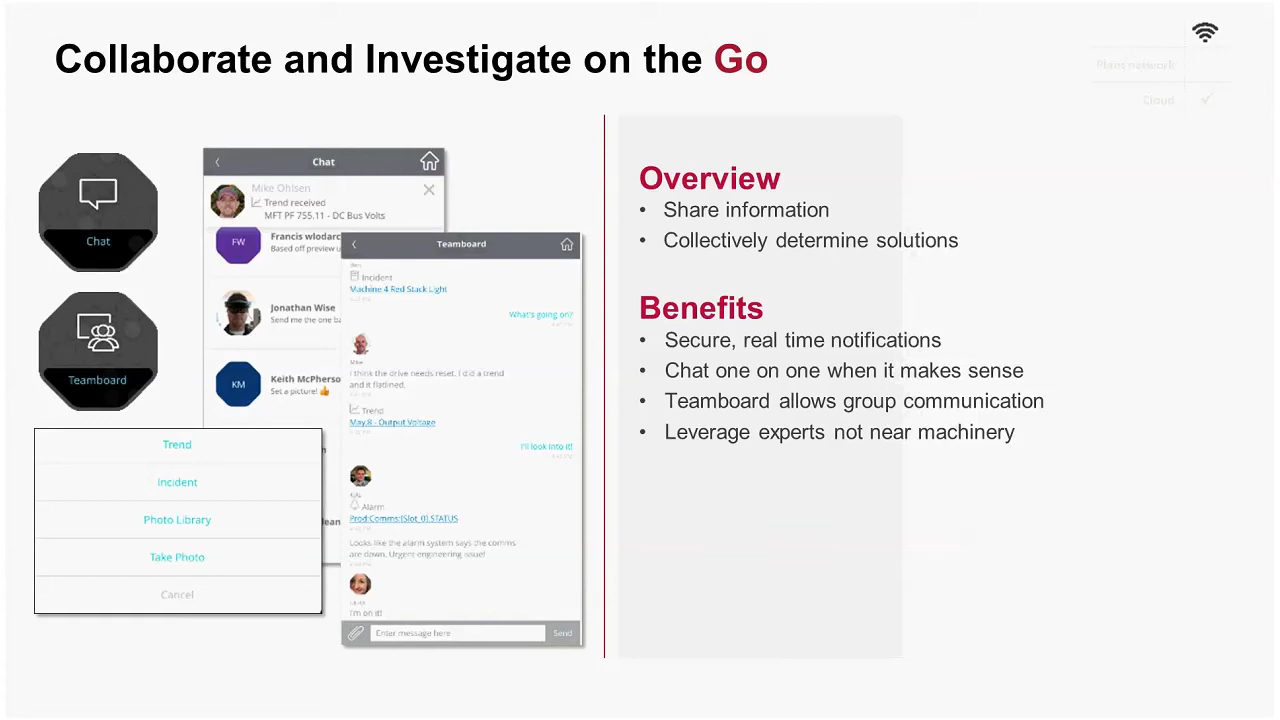 Collaborate and Investigate on the Go
Plant network
Cloud ✓
Chat
Teamboard
Chat
Mike Ohlsen
Trend received
MFT PF 755.11 - DC Bus Volts
FW
Francis wlodarc
Based off preview u
Jonathan Wise
Send me the one ba
KM
Keith McPherso
Set a picture! 👍
Trend
Incident
Photo Library
Take Photo
Cancel
Teamboard
Incident
Machine 4 Red Stack Light
What's going on?
Mike
I think the drive needs reset. I did a trend
and it flatlined.
Trend
May.8 - Output Voltage
I'll look into it!
Alarm
Prod:Comms:[Slot_0].STATUS
Looks like the alarm system says the comms
are down. Urgent engineering issue!
I'm on it!
Enter message here
Send
Overview
• Share information
• Collectively determine solutions
Benefits
• Secure, real time notifications
• Chat one on one when it makes sense
• Teamboard allows group communication
• Leverage experts not near machinery